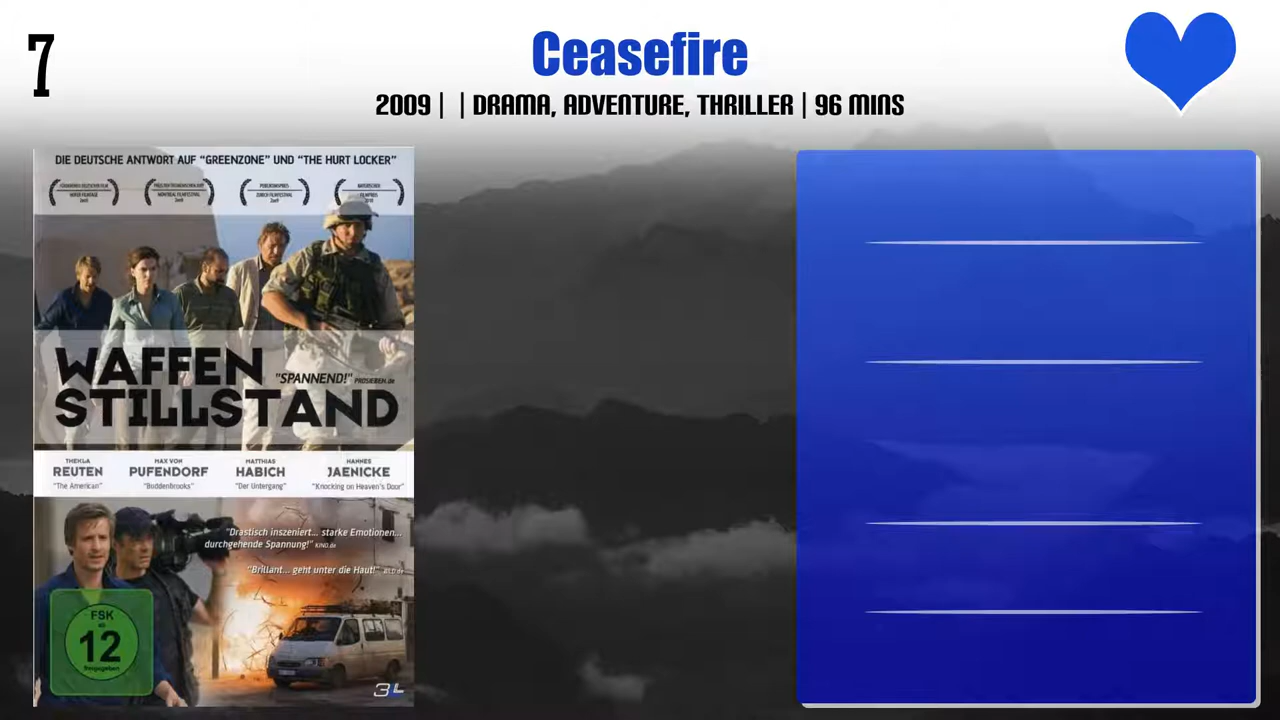 7
Ceasefire
2009 | | DRAMA, ADVENTURE, THRILLER | 96 MINS
DIE DEUTSCHE ANTWORT AUF "GREENZONE" UND "THE HURT LOCKER"
WAFFEN
"SPANNEND!" PROSIEBEN.de
STILLSTAND
THEKLA REUTEN
"The American"
MAX VON PUFENDORF
"Buddenbrooks"
MATTHIAS HABICH
"Der Untergang"
HANNES JAENICKE
"Knocking on Heaven's Door"
"Drastisch inszeniert... starke Emotionen...
durchgehende Spannung!" KINO.de
"Brillant... geht unter die Haut!" BILD.de
FSK
ab
12
freigegeben
3L